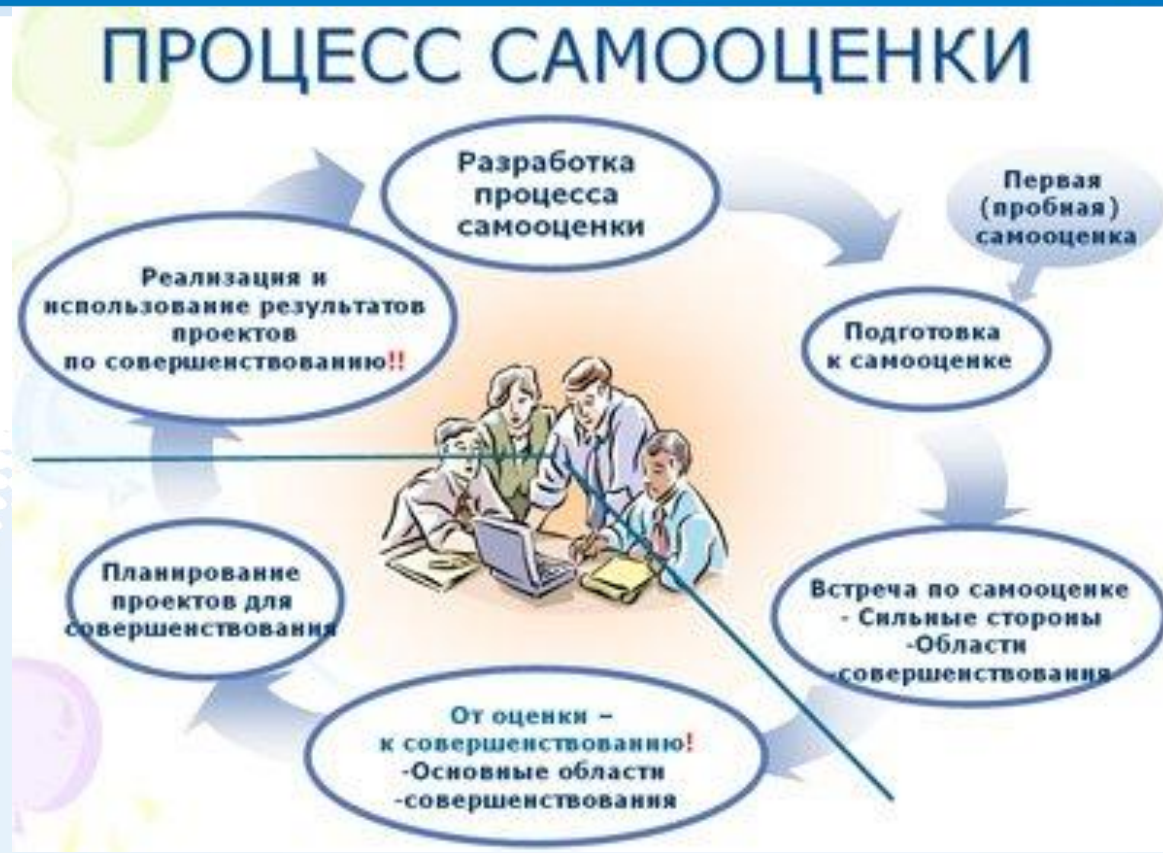 ПРОЦЕСС САМООЦЕНКИ
Разработка
процесса
самооценки
Первая
(пробная)
самооценка
Подготовка
к самооценке
Встреча по самооценке
- Сильные стороны
-Области
-совершенствования
От оценки –
к совершенствованию!
-Основные области
-совершенствования
Планирование
проектов для
совершенствования
Реализация и
использование результатов
проектов
по совершенствованию!!